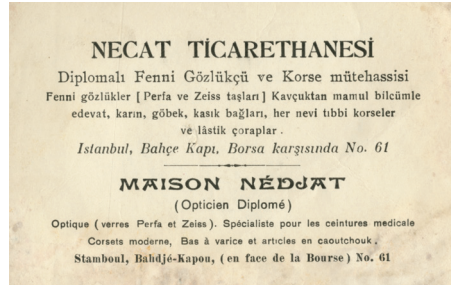 NECAT TİCARETHANESİ
Diplomalı Fenni Gözlükçü ve Korse mütehassisi
Fenni gözlükler [ Perfa ve Zeiss taşları ] Kavçuktan mamul bilcümle
edevat, karın, göbek, kasık bağları, her nevi tıbbi korseler
ve lâstik çoraplar .
Istanbul, Bahçe Kapı, Borsa karşısında No. 61
MAISON NÉDJAT
(Opticien Diplomé)
Optique ( verres Perfa et Zeiss ). Spécialiste pour les ceintures medicale
Corsets moderne, Bas à varice et articles en caoutchouk .
Stamboul, Bahdjé-Kapou, ( en face de la Bourse ) No. 61